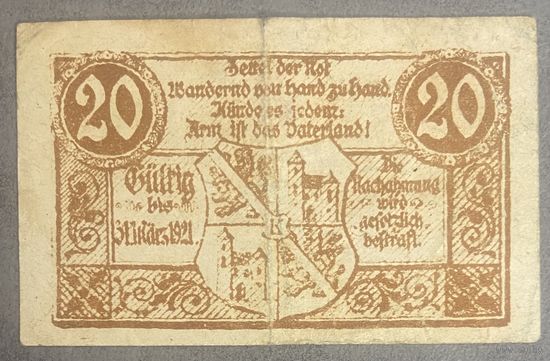 20
20
Zettel der Not
Wandernd von Hand zu Hand,
Künde es jedem:
Arm ist das Vaterland!
Gültig
bis
31. März 1921
K
Die
Nachahmung
wird
gesetzlich
bestraft.